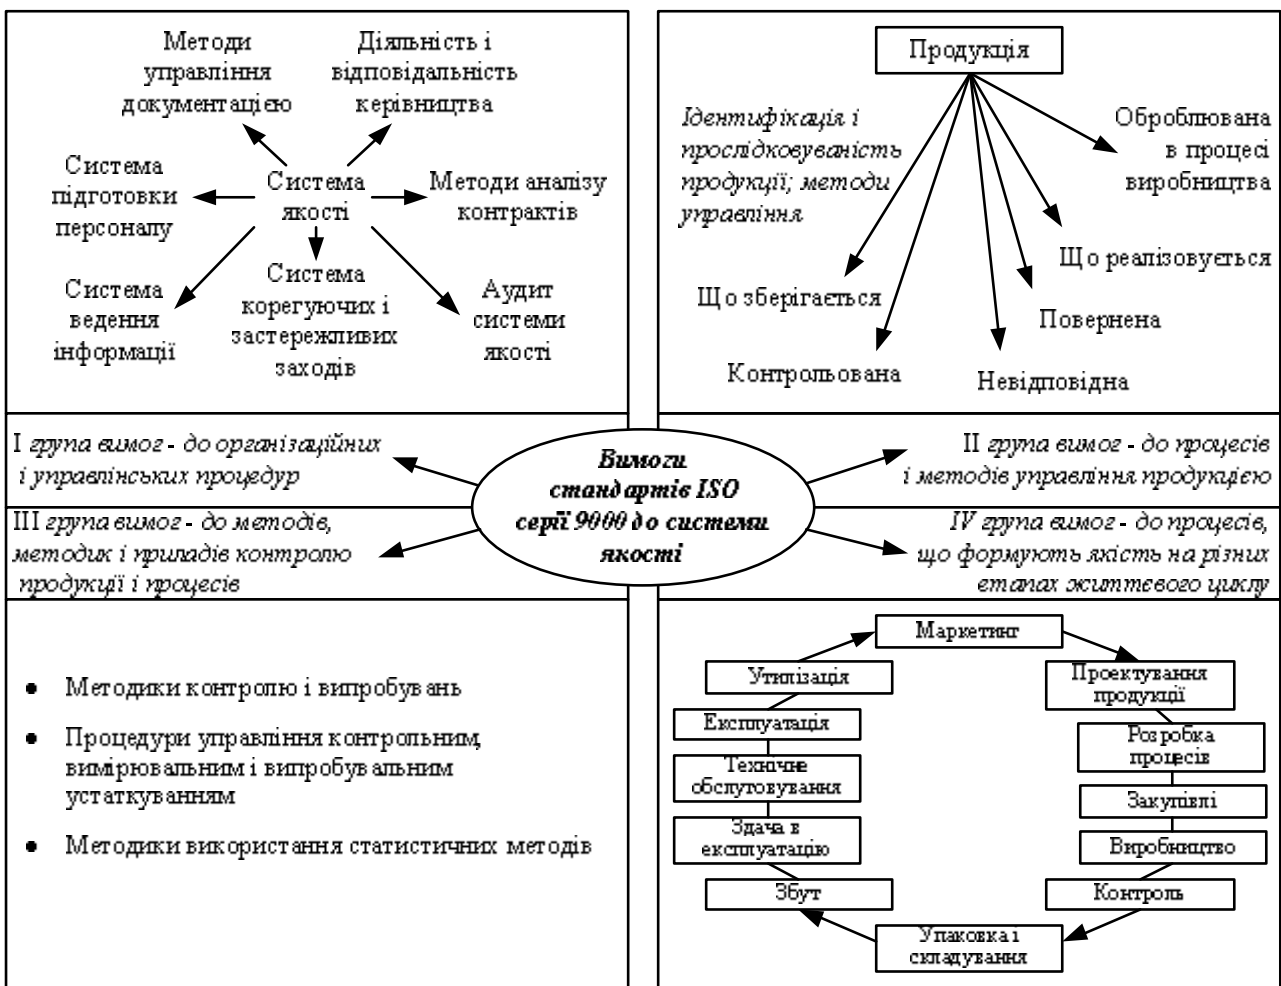 Методи
управління
документацією
Діяльність і
відповідальність
керівництва
Система
підготовки
персоналу
Система
якості
Методи аналізу
контрактів
Система
ведення
інформації
Система
корегуючих і
застережливих
заходів
Аудит
системи
якості
Продукція
Ідентифікація і
прослідковуваність
продукції; методи
управління
Оброблювана
в процесі
виробництва
Що реалізовується
Що зберігається
Повернена
Контрольована
Невідповідна
I група вимог - до організаційних
і управлінських процедур
Вимоги
стандартів ISO
серії 9000 до системи
якості
II група вимог - до процесів
і методів управління продукцією
III група вимог - до методів,
методик і приладів контролю
продукції і процесів
IV група вимог - до процесів,
що формують якість на різних
етапах життєвого циклу
• Методики контролю і випробувань
• Процедури управління контрольним,
вимірювальним і випробувальним
устаткуванням
• Методики використання статистичних методів
Маркетинг
Проектування
продукції
Розробка
процесів
Закупівлі
Виробництво
Контроль
Упаковка і
складування
Збут
Здача в
експлуатацію
Технічне
обслутовування
Експлуатація
Утилізація